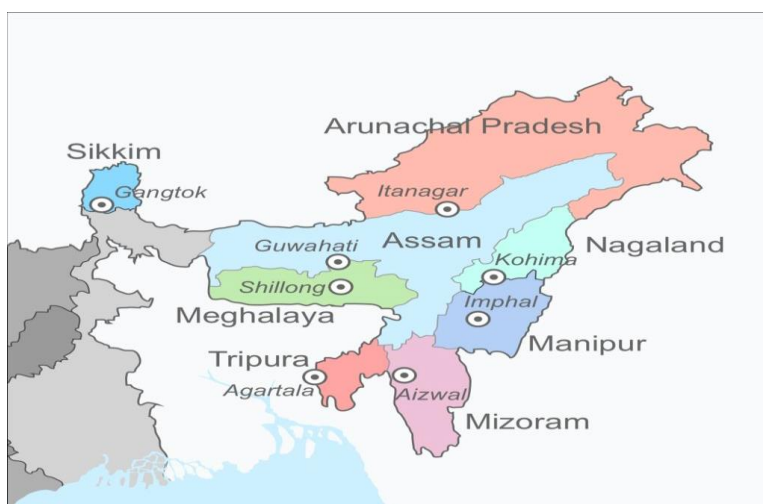 Arunachal Pradesh
Sikkim
Gangtok
Itanagar
Guwahati
Assam
Nagaland
Kohima
Shillong
Imphal
Meghalaya
Manipur
Tripura
Agartala
Aizwal
Mizoram